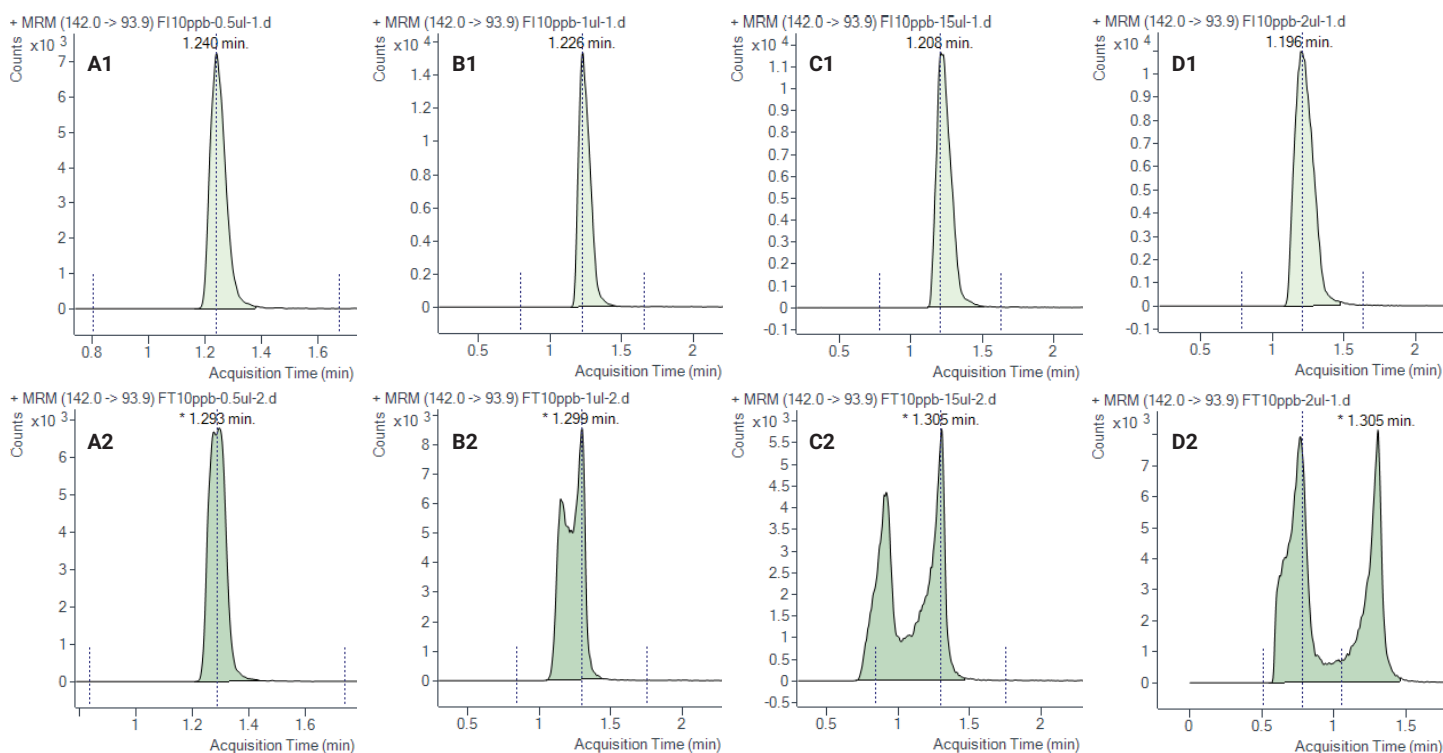 + MRM (142.0 -> 93.9) FI10ppb-0.5ul-1.d
Counts
x10 3
1.240 min.
A1
7
6
5
4
3
2
1
0
0.8 1 1.2 1.4 1.6
Acquisition Time (min)
+ MRM (142.0 -> 93.9) FI10ppb-1ul-1.d
Counts
x10 4
1.226 min.
B1
1.6
1.4
1.2
1
0.8
0.6
0.4
0.2
0
0.5 1 1.5 2
Acquisition Time (min)
+ MRM (142.0 -> 93.9) FI10ppb-15ul-1.d
Counts
x10 4
1.208 min.
C1
1.1
1
0.9
0.8
0.7
0.6
0.5
0.4
0.3
0.2
0.1
0
-0.1
0.5 1 1.5 2
Acquisition Time (min)
+ MRM (142.0 -> 93.9) FI10ppb-2ul-1.d
Counts
x10 4
1.196 min.
D1
1
0.9
0.8
0.7
0.6
0.5
0.4
0.3
0.2
0.1
0
-0.1
0.5 1 1.5 2
Acquisition Time (min)
+ MRM (142.0 -> 93.9) FT10ppb-0.5ul-2.d
Counts
x10 3
* 1.293 min.
A2
7
6
5
4
3
2
1
0
1 1.2 1.4 1.6
Acquisition Time (min)
+ MRM (142.0 -> 93.9) FT10ppb-1ul-2.d
Counts
x10 3
* 1.299 min.
B2
8
7
6
5
4
3
2
1
0
0.5 1 1.5 2
Acquisition Time (min)
+ MRM (142.0 -> 93.9) FT10ppb-15ul-2.d
Counts
x10 3
* 1.305 min.
C2
5.5
5
4.5
4
3.5
3
2.5
2
1.5
1
0.5
0
-0.5
0.5 1 1.5 2
Acquisition Time (min)
+ MRM (142.0 -> 93.9) FT10ppb-2ul-1.d
Counts
x10 3
* 1.305 min.
D2
7
6
5
4
3
2
1
0
0 0.5 1 1.5
Acquisition Time (min)